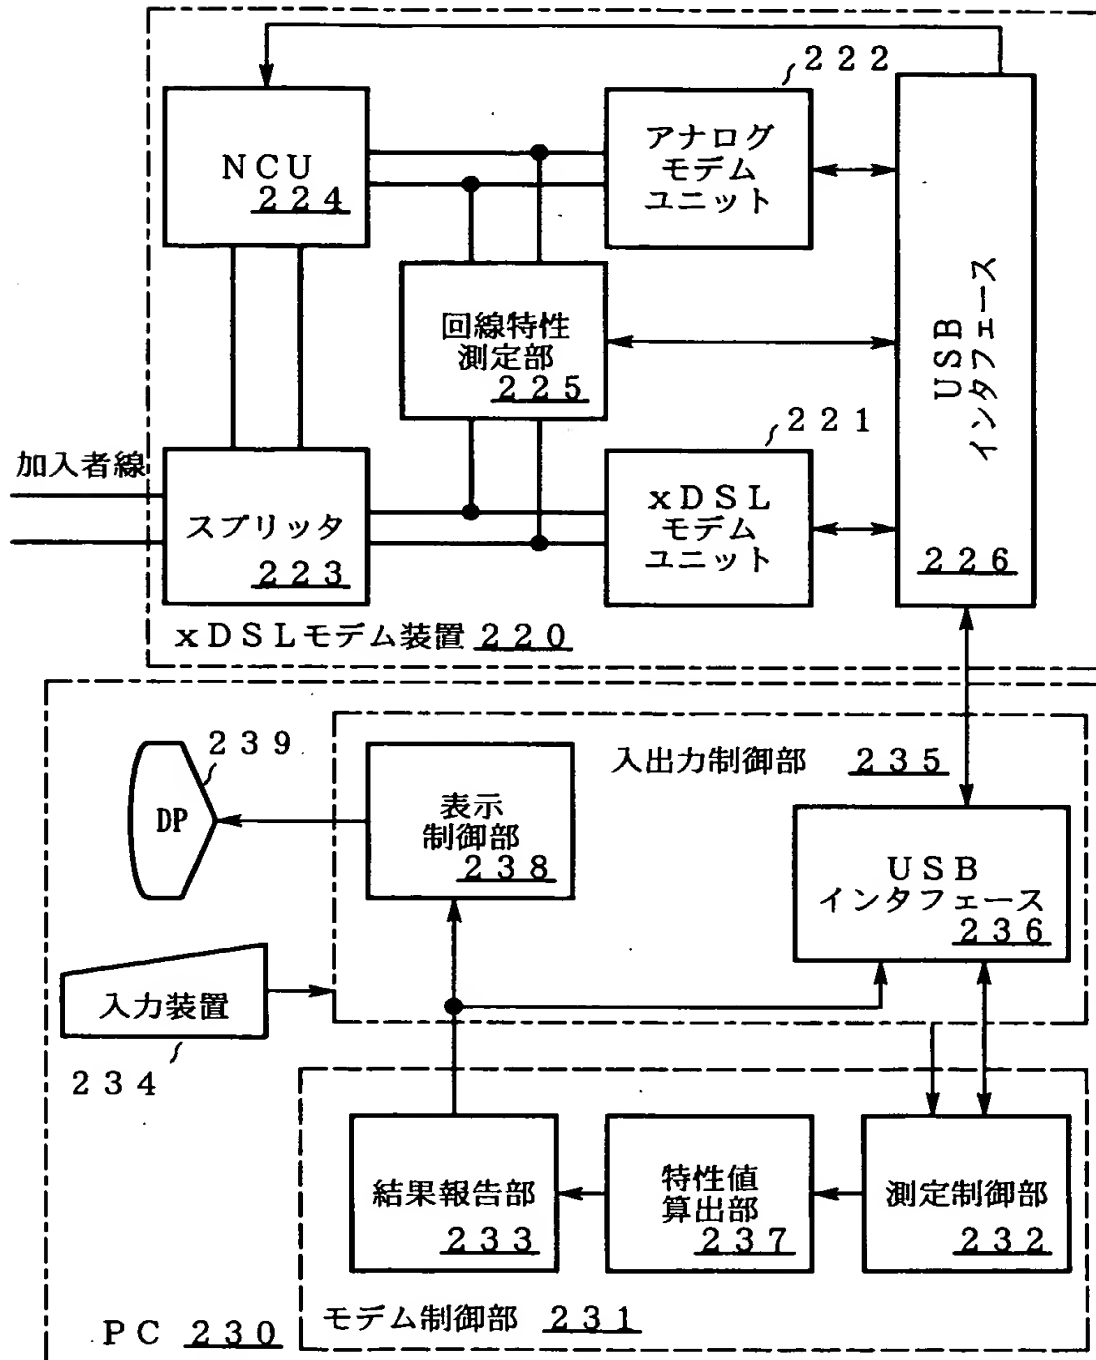 222
アナログ
モデム
ユニット
NCU
224
回線特性
測定部
225
USB
インタフェース
226
221
加入者線
スプリッタ
223
xDSL
モデム
ユニット
xDSLモデム装置 220
239
DP
表示
制御部
238
入出力制御部 235
USB
インタフェース
236
入力装置
234
結果報告部
233
特性値
算出部
237
測定制御部
232
モデム制御部 231
PC 230